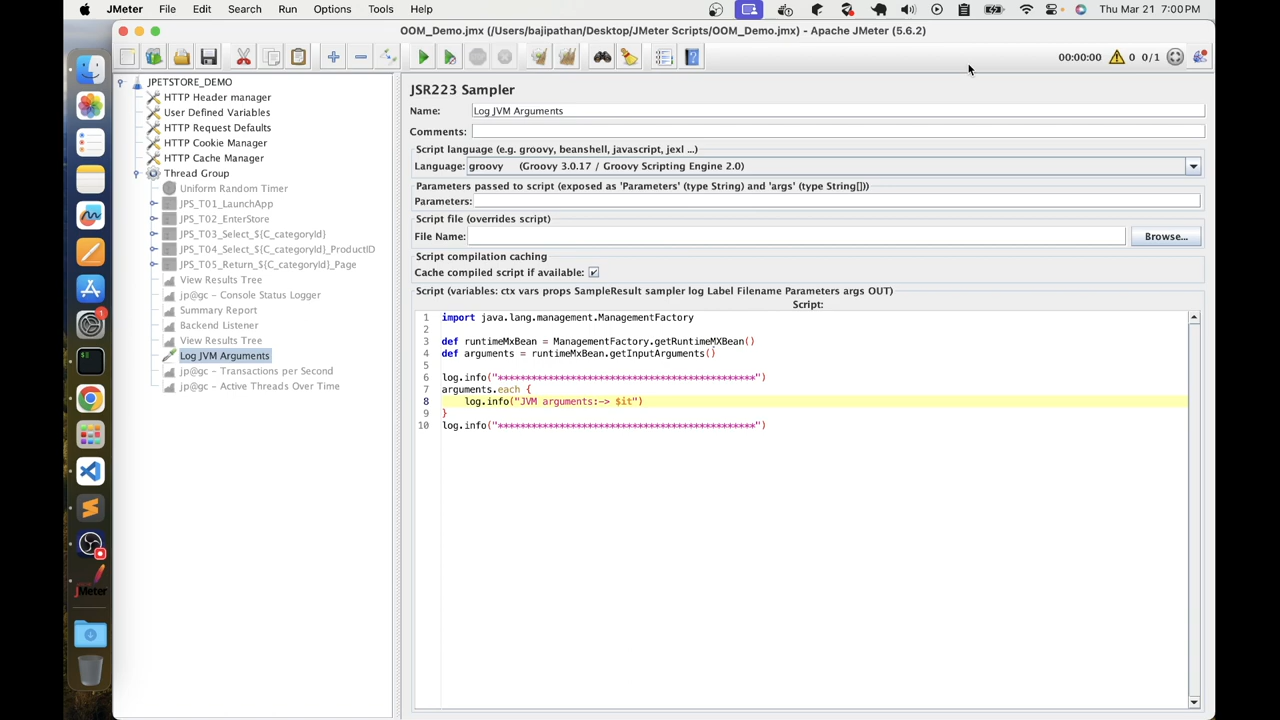 JMeter File Edit Search Run Options Tools Help Thu Mar 21 7:00 PM
OOM_Demo.jmx (/Users/bajipathan/Desktop/JMeter Scripts/OOM_Demo.jmx) - Apache JMeter (5.6.2)
00:00:00 0 0/1
JPETSTORE_DEMO
HTTP Header manager
User Defined Variables
HTTP Request Defaults
HTTP Cookie Manager
HTTP Cache Manager
Thread Group
Uniform Random Timer
JPS_T01_LaunchApp
JPS_T02_EnterStore
JPS_T03_Select_${C_categoryId}
JPS_T04_Select_${C_categoryId}_ProductID
JPS_T05_Return_${C_categoryId}_Page
View Results Tree
jp@gc - Console Status Logger
Summary Report
Backend Listener
View Results Tree
Log JVM Arguments
jp@gc - Transactions per Second
jp@gc - Active Threads Over Time
JSR223 Sampler
Name: Log JVM Arguments
Comments:
Script language (e.g. groovy, beanshell, javascript, jexl ...)
Language: groovy (Groovy 3.0.17 / Groovy Scripting Engine 2.0)
Parameters passed to script (exposed as 'Parameters' (type String) and 'args' (type String[]))
Parameters:
Script file (overrides script)
File Name: Browse...
Script compilation caching
Cache compiled script if available:
Script (variables: ctx vars props SampleResult sampler log Label Filename Parameters args OUT)
Script:
1 import java.lang.management.ManagementFactory
2
3 def runtimeMxBean = ManagementFactory.getRuntimeMXBean()
4 def arguments = runtimeMxBean.getInputArguments()
5
6 log.info("**********************************************")
7 arguments.each {
8 log.info("JVM arguments:-> $it")
9 }
10 log.info("**********************************************")
1
JMeter